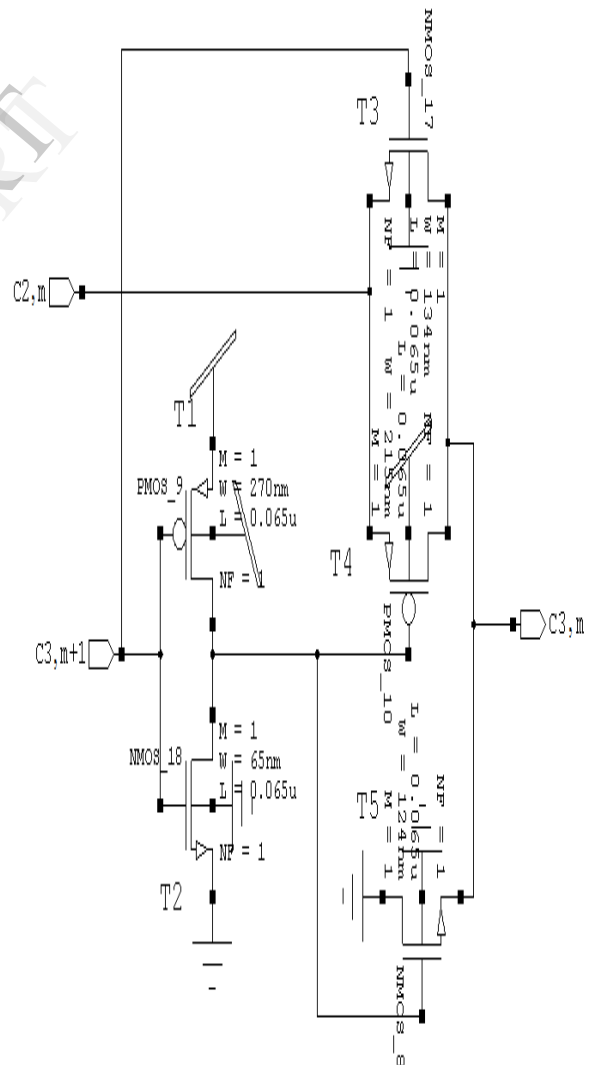 NMOS_17
T3
M = 1
W = 134nm
L = 0.065u
NF = 1
C2,m
T1
PMOS_9
M = 1
W = 270nm
L = 0.065u
NF = 1
L = 0.065u
NF = 1
W = 215nm
M = 1
T4
PMOS_10
C3,m
C3,m+1
NMOS_18
M = 1
W = 65nm
L = 0.065u
NF = 1
T2
T5
NF = 1
L = 0.065u
W = 124nm
M = 1
NMOS_8